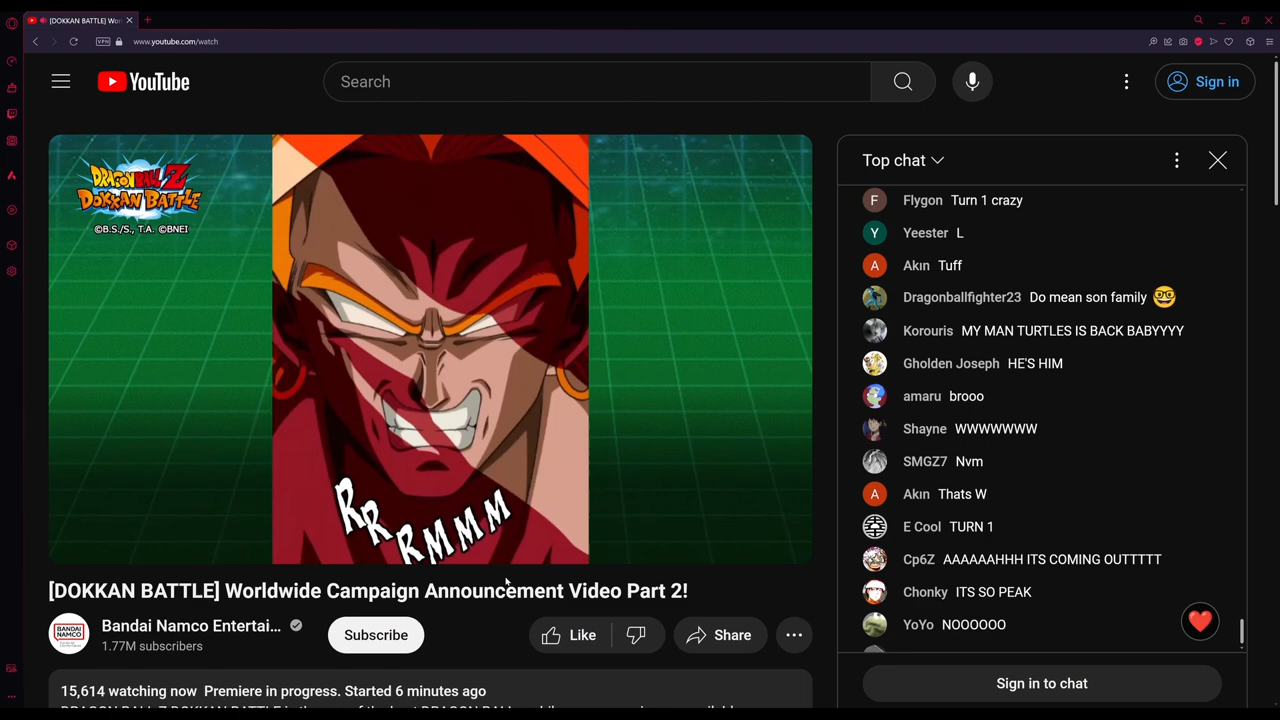 [DOKKAN BATTLE] Wor
VPN
www.youtube.com/watch
YouTube
Search
Sign in
DRAGON BALL Z
DOKKAN BATTLE
©B.S./S., T.A. ©BNEI
RRRMMM
[DOKKAN BATTLE] Worldwide Campaign Announcement Video Part 2!
BANDAI
NAMCO
Bandai Namco Entertai...
1.77M subscribers
Subscribe
Like
Share
15,614 watching now Premiere in progress. Started 6 minutes ago
Top chat
F Flygon Turn 1 crazy
Y Yeester L
A Akın Tuff
Dragonballfighter23 Do mean son family 🤓
Korouris MY MAN TURTLES IS BACK BABYYYY
Gholden Joseph HE'S HIM
amaru brooo
Shayne WWWWWWW
SMGZ7 Nvm
A Akın Thats W
E Cool TURN 1
Cp6Z AAAAAAHHH ITS COMING OUTTTTT
Chonky ITS SO PEAK
YoYo NOOOOOO
Sign in to chat